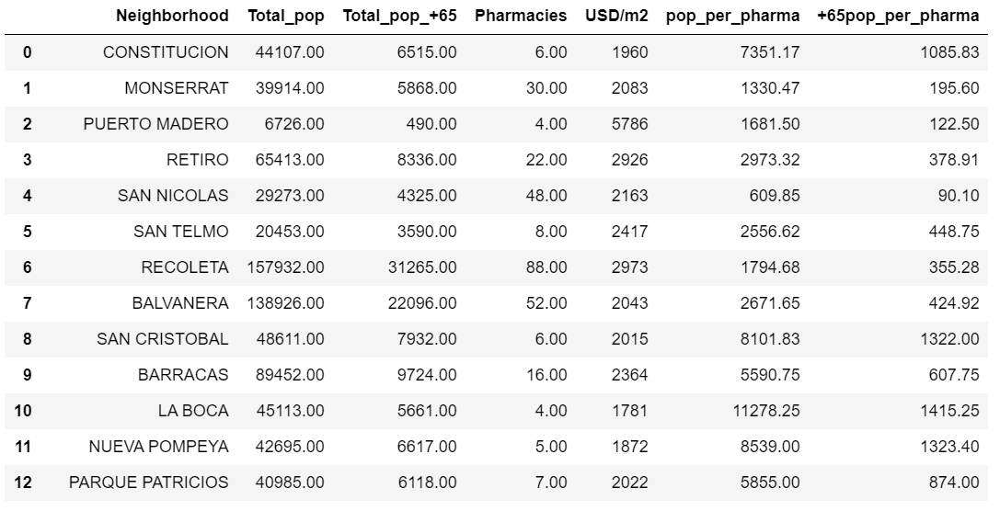 Neighborhood Total_pop Total_pop_+65 Pharmacies USD/m2 pop_per_pharma +65pop_per_pharma
0 CONSTITUCION 44107.00 6515.00 6.00 1960 7351.17 1085.83
1 MONSERRAT 39914.00 5868.00 30.00 2083 1330.47 195.60
2 PUERTO MADERO 6726.00 490.00 4.00 5786 1681.50 122.50
3 RETIRO 65413.00 8336.00 22.00 2926 2973.32 378.91
4 SAN NICOLAS 29273.00 4325.00 48.00 2163 609.85 90.10
5 SAN TELMO 20453.00 3590.00 8.00 2417 2556.62 448.75
6 RECOLETA 157932.00 31265.00 88.00 2973 1794.68 355.28
7 BALVANERA 138926.00 22096.00 52.00 2043 2671.65 424.92
8 SAN CRISTOBAL 48611.00 7932.00 6.00 2015 8101.83 1322.00
9 BARRACAS 89452.00 9724.00 16.00 2364 5590.75 607.75
10 LA BOCA 45113.00 5661.00 4.00 1781 11278.25 1415.25
11 NUEVA POMPEYA 42695.00 6617.00 5.00 1872 8539.00 1323.40
12 PARQUE PATRICIOS 40985.00 6118.00 7.00 2022 5855.00 874.00